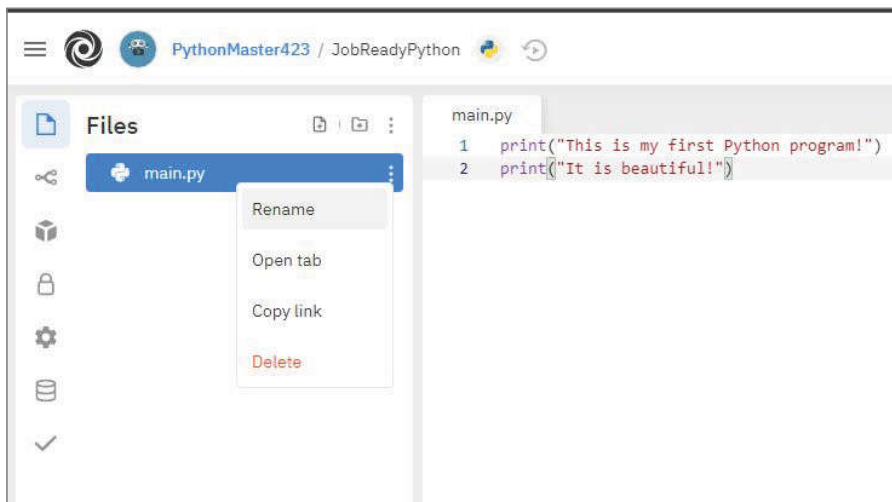 PythonMaster423 / JobReadyPython
Files
main.py
Rename
Open tab
Copy link
Delete
main.py
1 print("This is my first Python program!")
2 print("It is beautiful!")